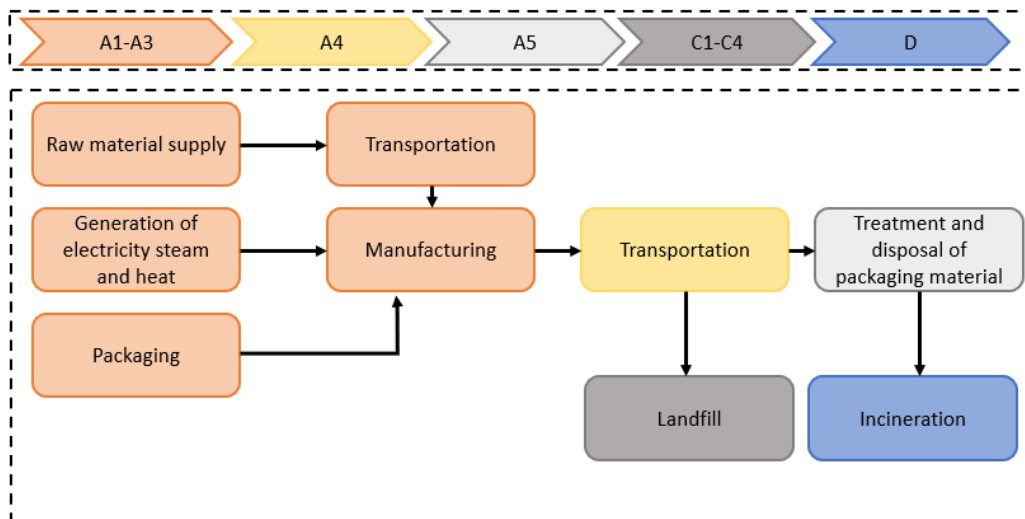 A1-A3
A4
A5
C1-C4
D
Raw material supply
Transportation
Generation of
electricity steam
and heat
Manufacturing
Transportation
Treatment and
disposal of
packaging material
Packaging
Landfill
Incineration